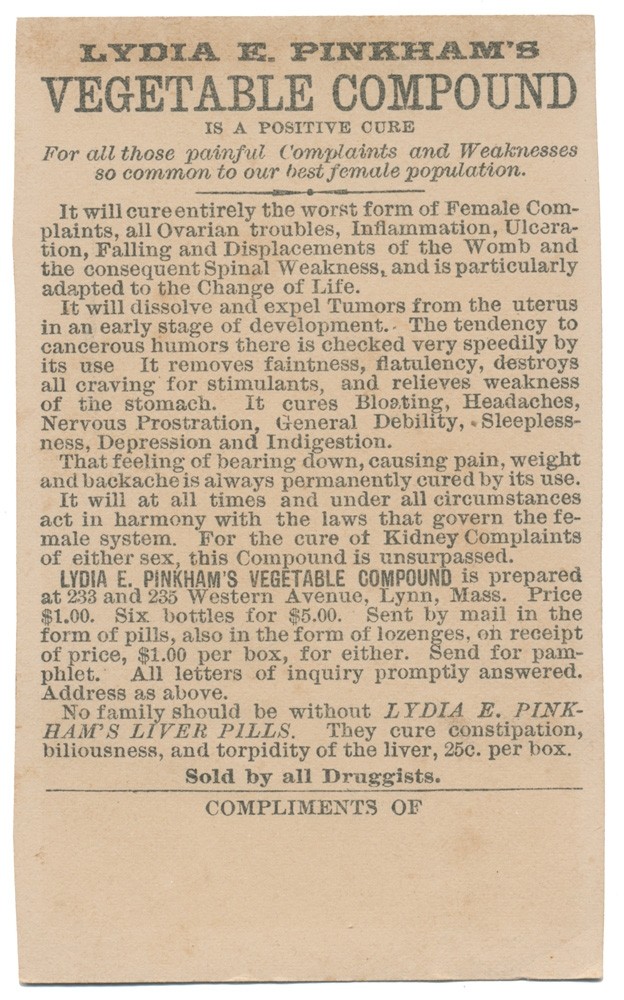 LYDIA E. PINKHAM'S
VEGETABLE COMPOUND
IS A POSITIVE CURE
For all those painful Complaints and Weaknesses
so common to our best female population.
It will cure entirely the worst form of Female Com-
plaints, all Ovarian troubles, Inflammation, Ulcera-
tion, Falling and Displacements of the Womb and
the consequent Spinal Weakness, and is particularly
adapted to the Change of Life.
It will dissolve and expel Tumors from the uterus
in an early stage of development. The tendency to
cancerous humors there is checked very speedily by
its use It removes faintness, flatulency, destroys
all craving for stimulants, and relieves weakness
of the stomach. It cures Bloating, Headaches,
Nervous Prostration, General Debility, Sleepless-
ness, Depression and Indigestion.
That feeling of bearing down, causing pain, weight
and backache is always permanently cured by its use.
It will at all times and under all circumstances
act in harmony with the laws that govern the fe-
male system. For the cure of Kidney Complaints
of either sex, this Compound is unsurpassed.
LYDIA E. PINKHAM'S VEGETABLE COMPOUND is prepared
at 233 and 235 Western Avenue, Lynn, Mass. Price
$1.00. Six bottles for $5.00. Sent by mail in the
form of pills, also in the form of lozenges, on receipt
of price, $1.00 per box, for either. Send for pam-
phlet. All letters of inquiry promptly answered.
Address as above.
No family should be without LYDIA E. PINK-
HAM'S LIVER PILLS. They cure constipation,
biliousness, and torpidity of the liver, 25c. per box.
Sold by all Druggists.
COMPLIMENTS OF